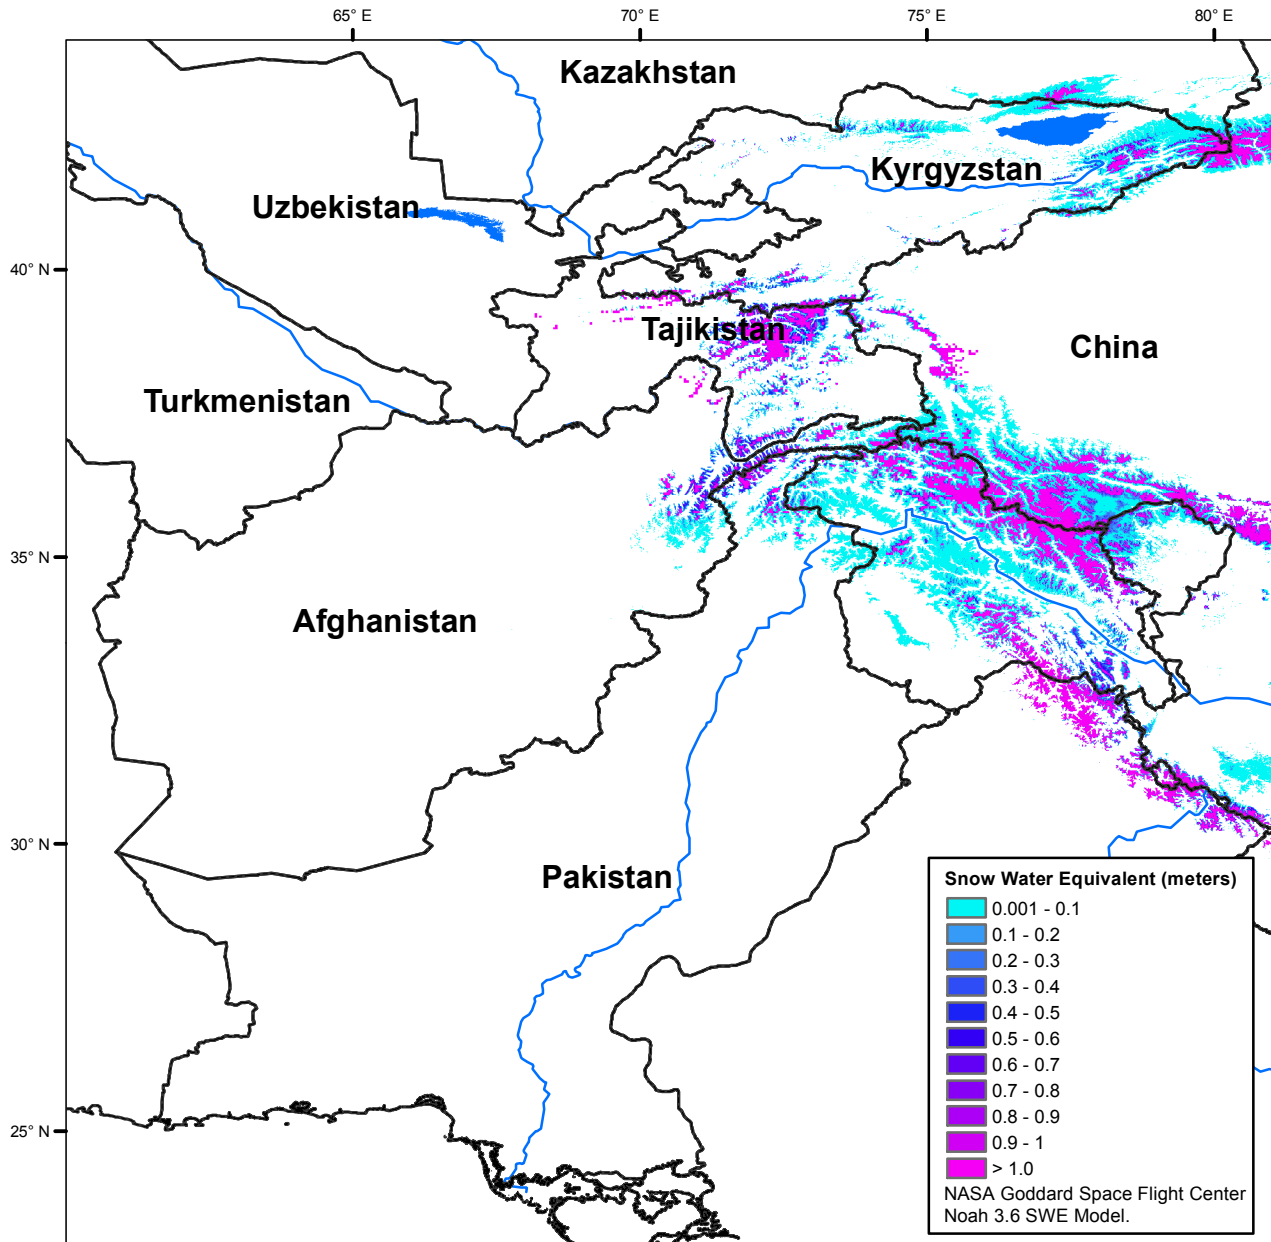 65° E
70° E
75° E
80° E
Kazakhstan
Kyrgyzstan
Uzbekistan
40° N
Tajikistan
China
Turkmenistan
35° N
Afghanistan
30° N
Pakistan
25° N
Snow Water Equivalent (meters)
0.001 - 0.1
0.1 - 0.2
0.2 - 0.3
0.3 - 0.4
0.4 - 0.5
0.5 - 0.6
0.6 - 0.7
0.7 - 0.8
0.8 - 0.9
0.9 - 1
> 1.0
NASA Goddard Space Flight Center
Noah 3.6 SWE Model.